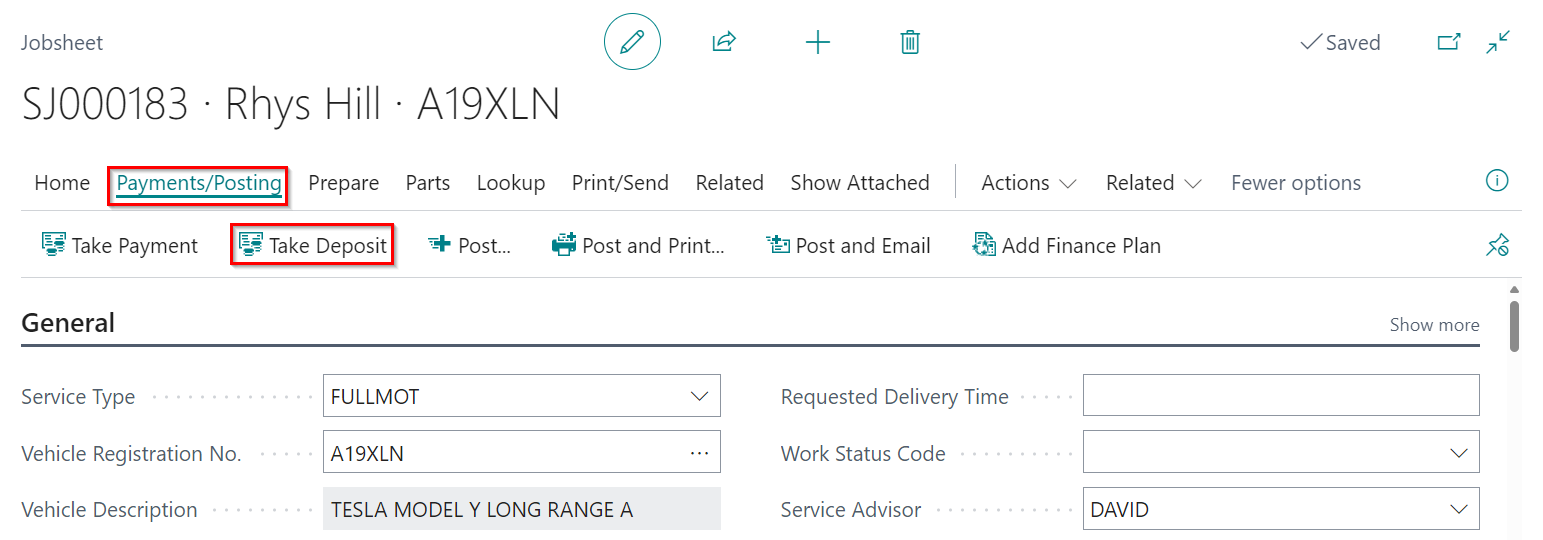 Jobsheet
Saved
SJ000183 · Rhys Hill · A19XLN
Home Payments/Posting Prepare Parts Lookup Print/Send Related Show Attached Actions Related Fewer options
Take Payment Take Deposit Post... Post and Print... Post and Email Add Finance Plan
General Show more
Service Type FULLMOT Requested Delivery Time
Vehicle Registration No. A19XLN Work Status Code
Vehicle Description TESLA MODEL Y LONG RANGE A Service Advisor DAVID